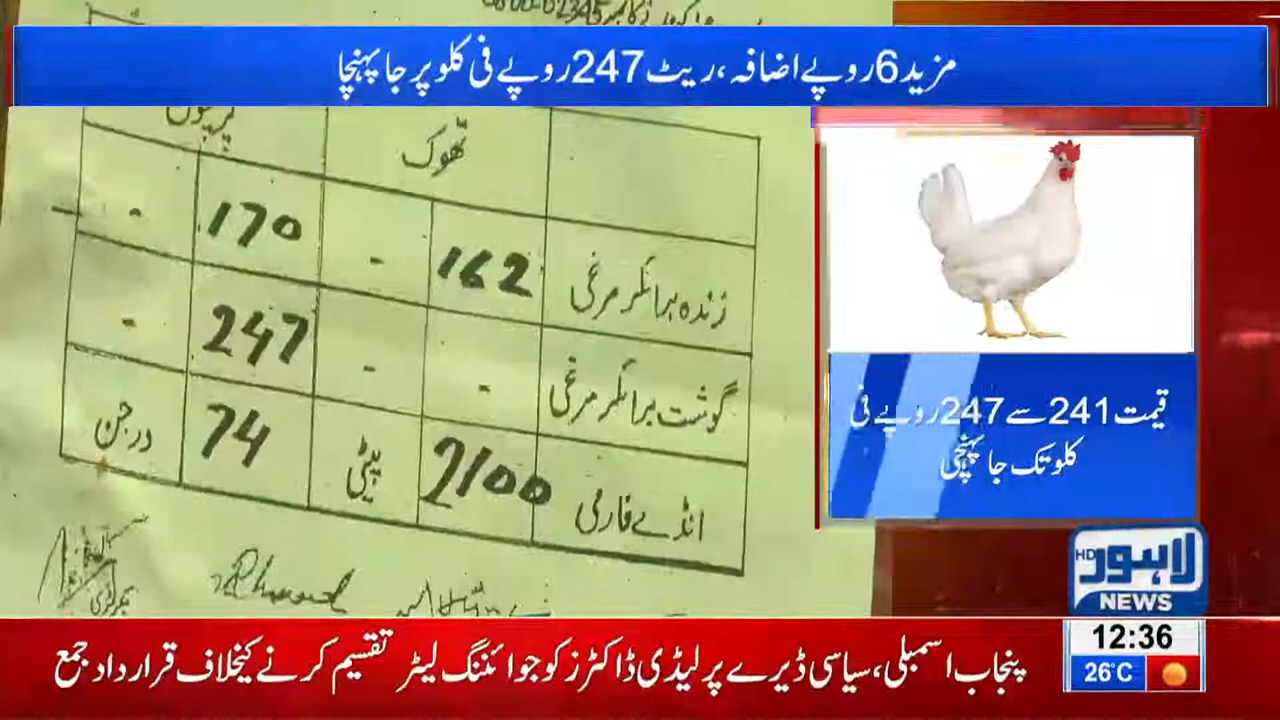 مزید 6 روپے اضافہ، ریٹ 247 روپے فی کلو پر جا پہنچا
تھوک
زندہ برائلر مرغی 162 - 170 -
گوشت برائلر مرغی - - 247 -
انڈے فارمی 2100 پیٹی 74 درجن
قیمت 241 سے 247 روپے فی
کلو تک جا پہنچی
HD لاہور
NEWS
12:36
26°C
پنجاب اسمبلی، سیاسی ڈیرے پر لیڈی ڈاکٹرز کو جوائننگ لیٹر تقسیم کرنے کیخلاف قرارداد جمع